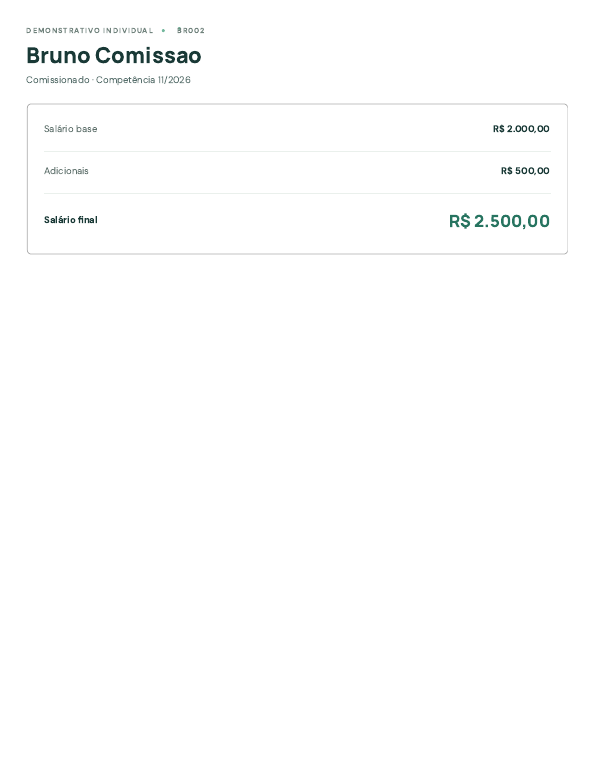 DEMONSTRATIVO INDIVIDUAL • BR002
Bruno Comissao
Comissionado · Competência 11/2026
Salário base R$ 2.000,00
Adicionais R$ 500,00
Salário final R$ 2.500,00